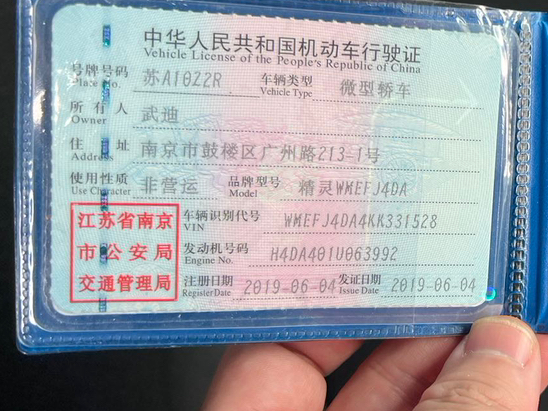 中华人民共和国机动车行驶证
Vehicle License of the People's Republic of China
号牌号码 苏A10Z2R 车辆类型 微型轿车
Plate No. Vehicle Type
所有人 武迪
Owner
住址 南京市鼓楼区广州路213-1号
Address
使用性质 非营运 品牌型号 精灵WMEFJ4DA
Use Character Model
江苏省南京
市公安局
交通管理局
车辆识别代号 WMEFJ4DA4KK331528
VIN
发动机号码 H4DA401U063992
Engine No.
注册日期 2019-06-04 发证日期 2019-06-04
Register Date Issue Date